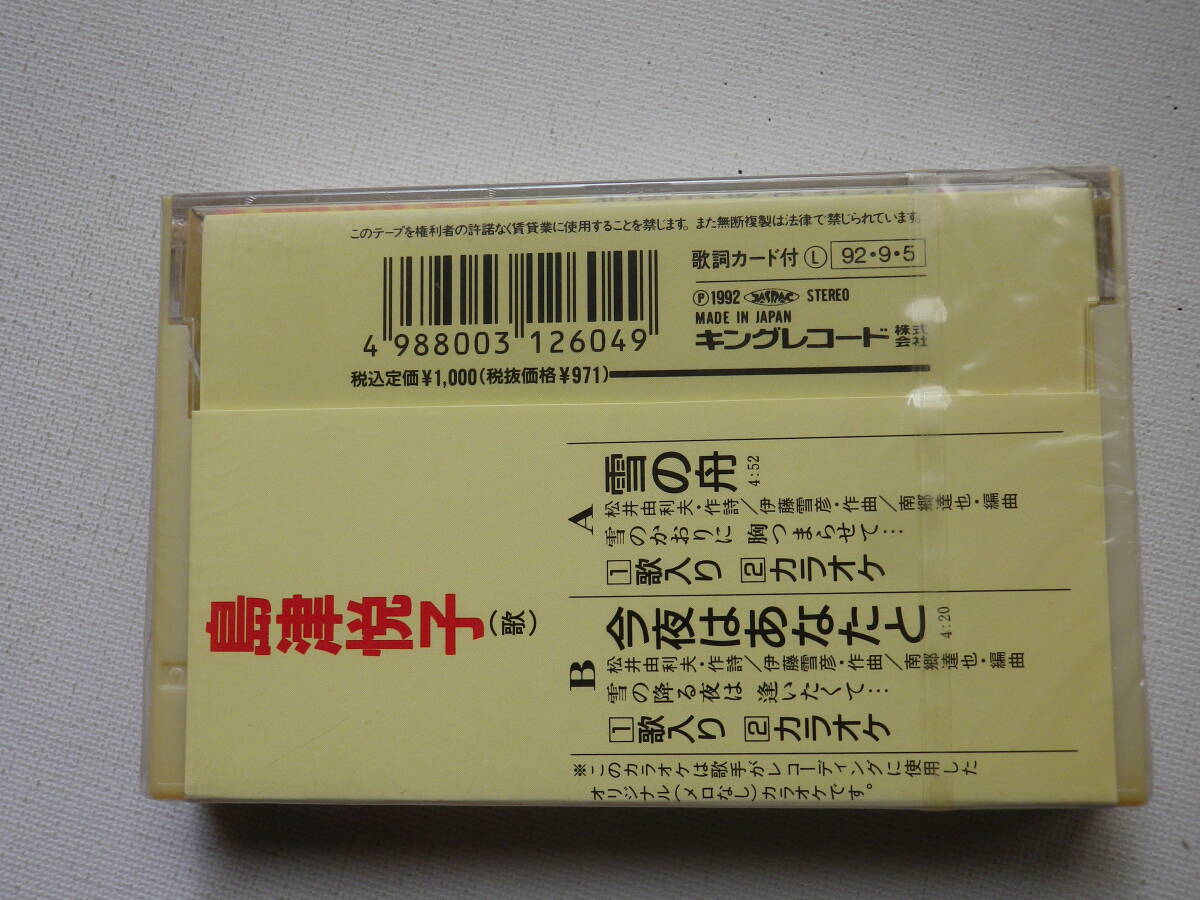 このテープを権利者の許諾なく賃貸業に使用することを禁じます。また無断複製は法律で禁じられています。
歌詞カード付 Ⓛ 92・9・5
Ⓟ1992 JASRAC STEREO
MADE IN JAPAN
キングレコード株式会社
4 988003 126049
税込定価¥1,000(税抜価格¥971)
島津悦子(歌)
A
雪の舟 4:52
松井由利夫・作詩/伊藤雪彦・作曲/南郷達也・編曲
雪のかおりに 胸つまらせて…
1 歌入り 2 カラオケ
B
今夜はあなたと 4:20
松井由利夫・作詩/伊藤雪彦・作曲/南郷達也・編曲
雪の降る夜は 逢いたくて…
1 歌入り 2 カラオケ
※このカラオケは歌手がレコーディングに使用した
オリジナル(メロなし)カラオケです。